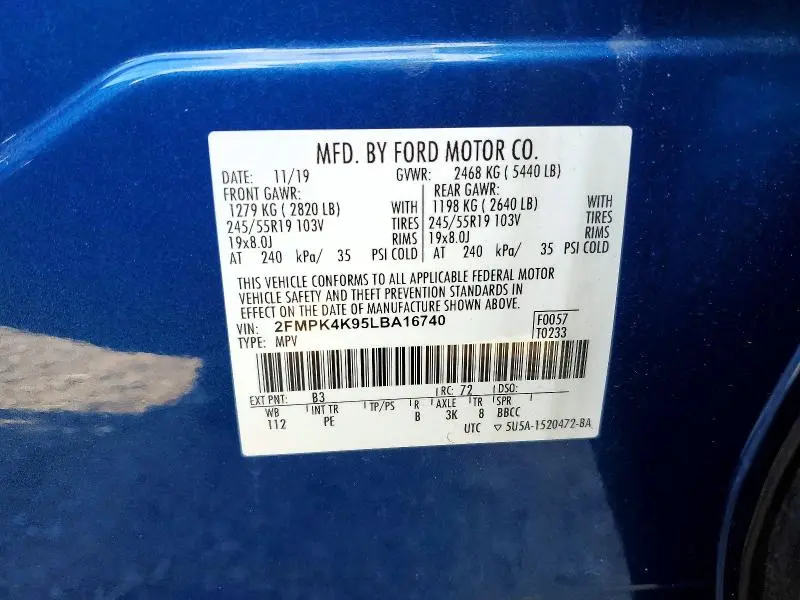 MFD. BY FORD MOTOR CO.
DATE: 11/19 GVWR: 2468 KG ( 5440 LB)
FRONT GAWR: REAR GAWR:
1279 KG ( 2820 LB) WITH 1198 KG ( 2640 LB) WITH
245/55R19 103V TIRES 245/55R19 103V TIRES
19x8.0J RIMS 19x8.0J RIMS
AT 240 kPa/ 35 PSI COLD AT 240 kPa/ 35 PSI COLD
THIS VEHICLE CONFORMS TO ALL APPLICABLE FEDERAL MOTOR
VEHICLE SAFETY AND THEFT PREVENTION STANDARDS IN
EFFECT ON THE DATE OF MANUFACTURE SHOWN ABOVE.
VIN: 2FMPK4K95LBA16740 F0057
TYPE: MPV T0233
EXT PNT: B3 RC: 72 DSO:
WB INT TR TP/PS R AXLE TR SPR
112 PE B 3K 8 BBCC
UTC ▽ 5U5A-1520472-BA